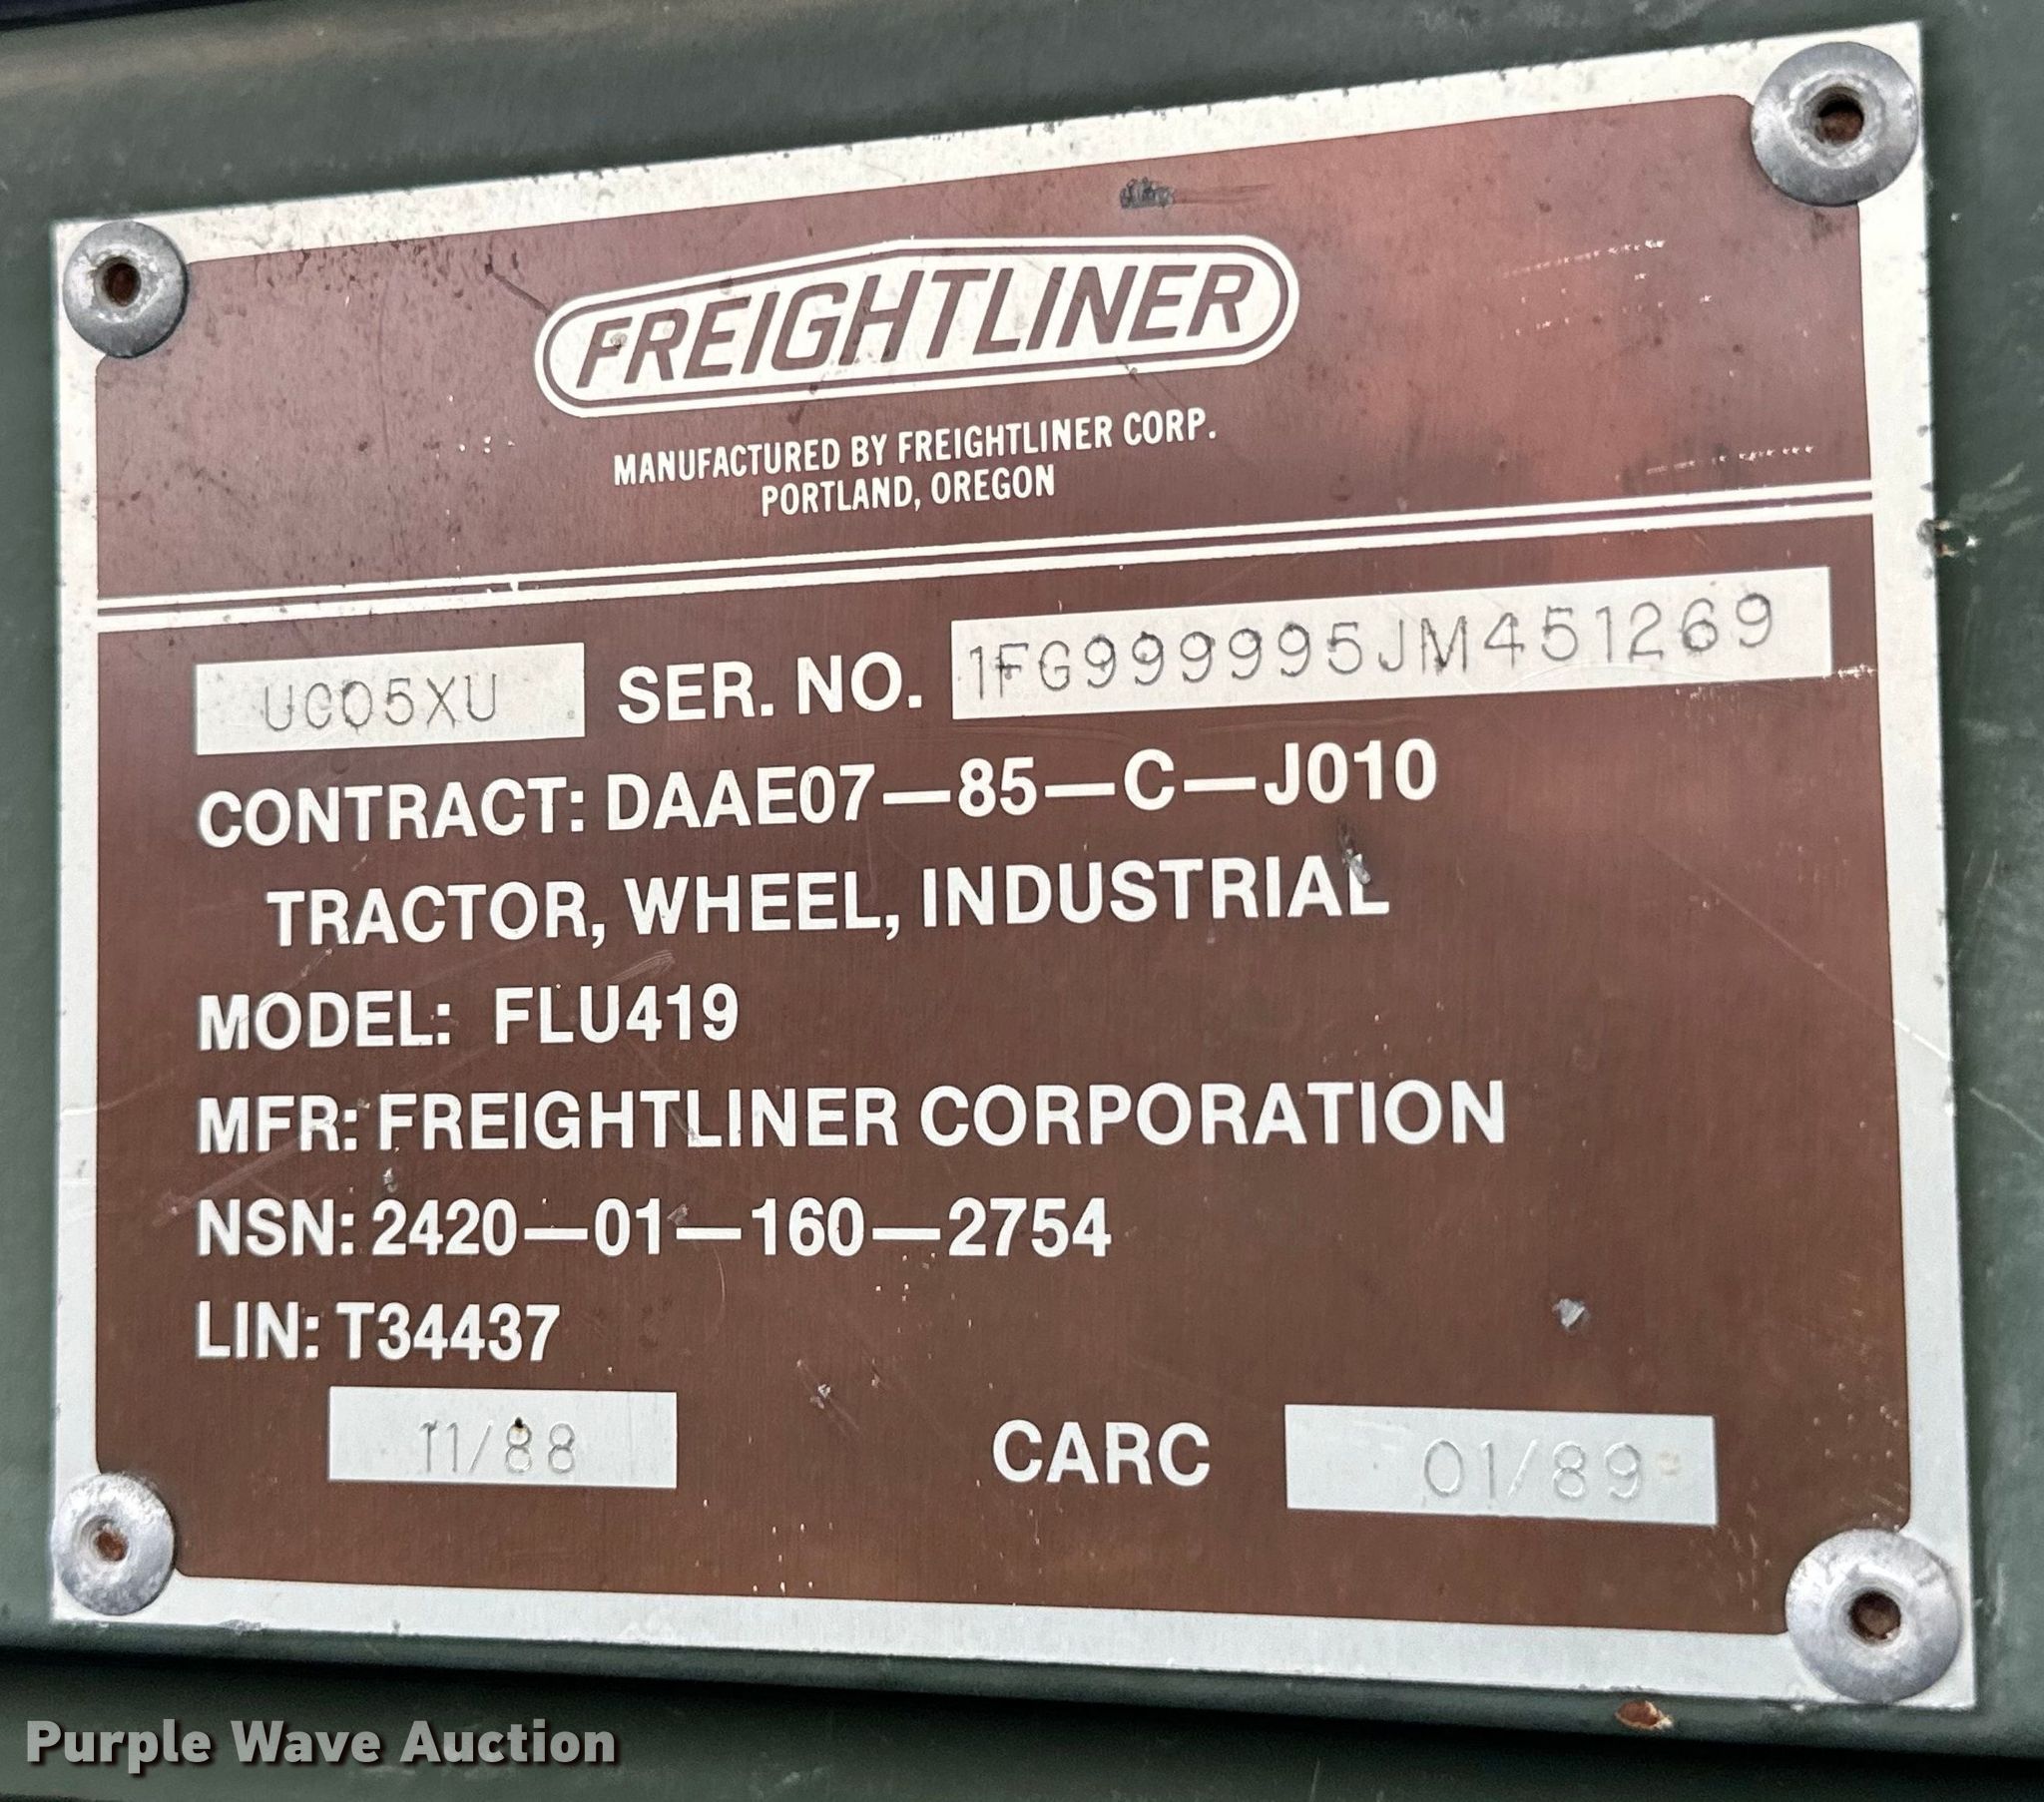 FREIGHTLINER
MANUFACTURED BY FREIGHTLINER CORP.
PORTLAND, OREGON
UC05XU SER. NO. 1FG999995JM451269
CONTRACT: DAAE07—85—C—J010
TRACTOR, WHEEL, INDUSTRIAL
MODEL: FLU419
MFR: FREIGHTLINER CORPORATION
NSN: 2420—01—160—2754
LIN: T34437
11/88 CARC 01/89
Purple Wave Auction